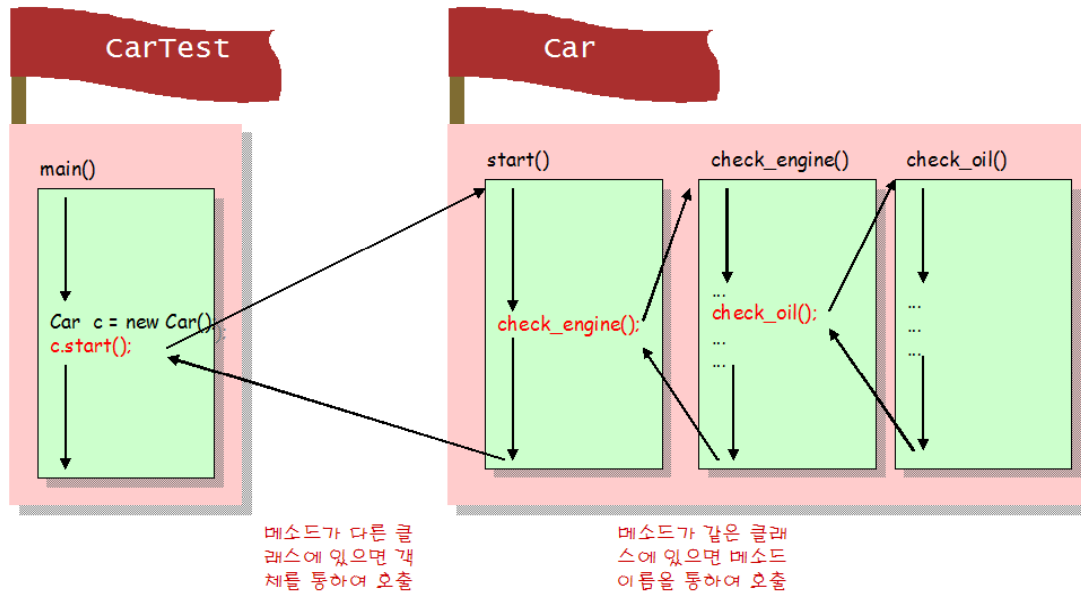 CarTest
Car
main()
Car c = new Car();
c.start();
start()
check_engine();
check_engine()
...
check_oil();
...
...
check_oil()
...
...
...
메소드가 다른 클
래스에 있으면 객
체를 통하여 호출
메소드가 같은 클래
스에 있으면 메소드
이름을 통하여 호출